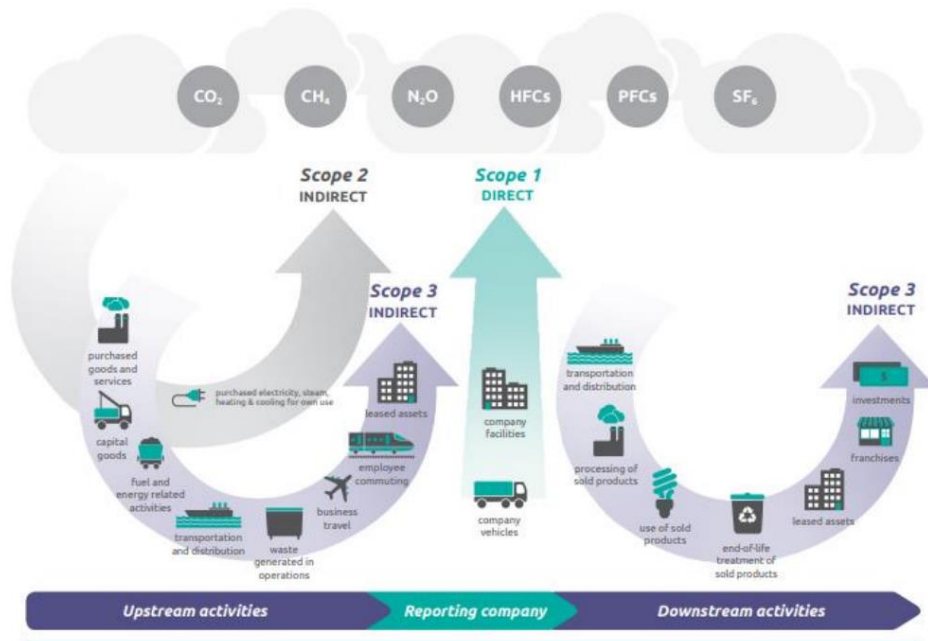 CO₂
CH₄
N₂O
HFCs
PFCs
SF₆
Scope 2
INDIRECT
Scope 1
DIRECT
Scope 3
INDIRECT
Scope 3
INDIRECT
purchased
goods and
services
capital
goods
fuel and
energy related
activities
transportation
and distribution
waste
generated in
operations
business
travel
employee
commuting
leased assets
purchased electricity, steam,
heating & cooling for own use
company
facilities
company
vehicles
transportation
and distribution
processing of
sold products
use of sold
products
end-of-life
treatment of
sold products
leased assets
franchises
$
investments
Upstream activities
Reporting company
Downstream activities